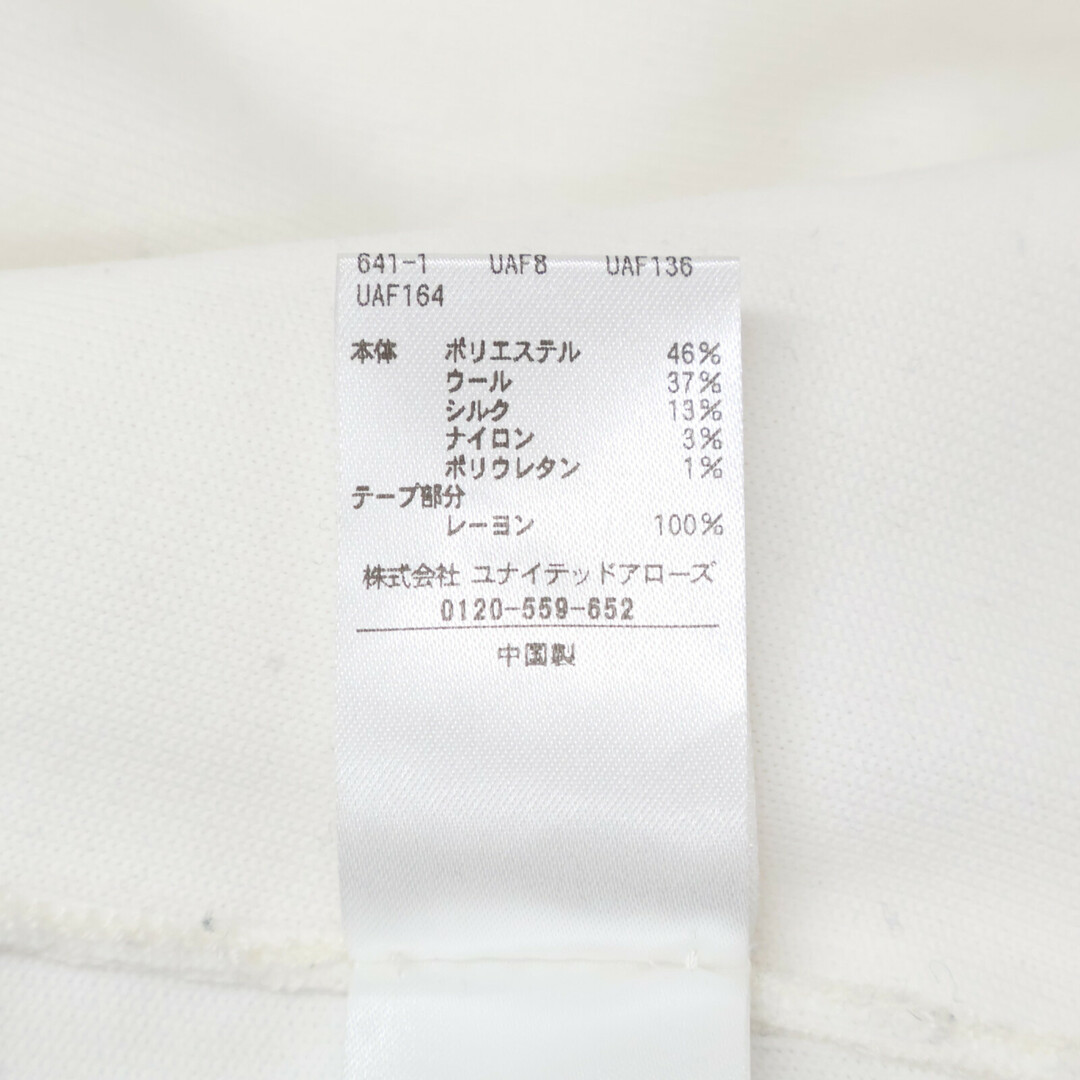 641-1 UAF8 UAF136
UAF164
本体 ポリエステル 46%
ウール 37%
シルク 13%
ナイロン 3%
ポリウレタン 1%
テープ部分
レーヨン 100%
株式会社 ユナイテッドアローズ
0120-559-652
中国製